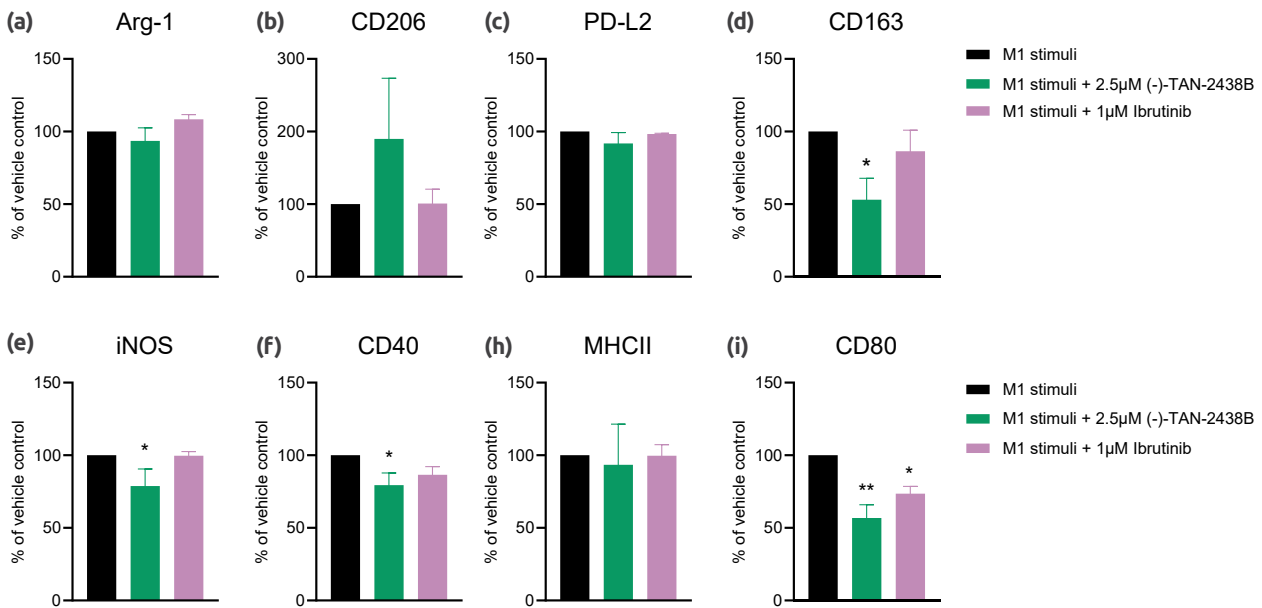 (a) Arg-1
% of vehicle control
150
100
50
0
(b) CD206
% of vehicle control
300
200
100
0
(c) PD-L2
% of vehicle control
150
100
50
0
(d) CD163
% of vehicle control
150
100
50
0
*
M1 stimuli
M1 stimuli + 2.5µM (-)-TAN-2438B
M1 stimuli + 1µM Ibrutinib
(e) iNOS
% of vehicle control
150
100
50
0
*
(f) CD40
% of vehicle control
150
100
50
0
*
(h) MHCII
% of vehicle control
150
100
50
0
(i) CD80
% of vehicle control
150
100
50
0
**
*
M1 stimuli
M1 stimuli + 2.5µM (-)-TAN-2438B
M1 stimuli + 1µM Ibrutinib